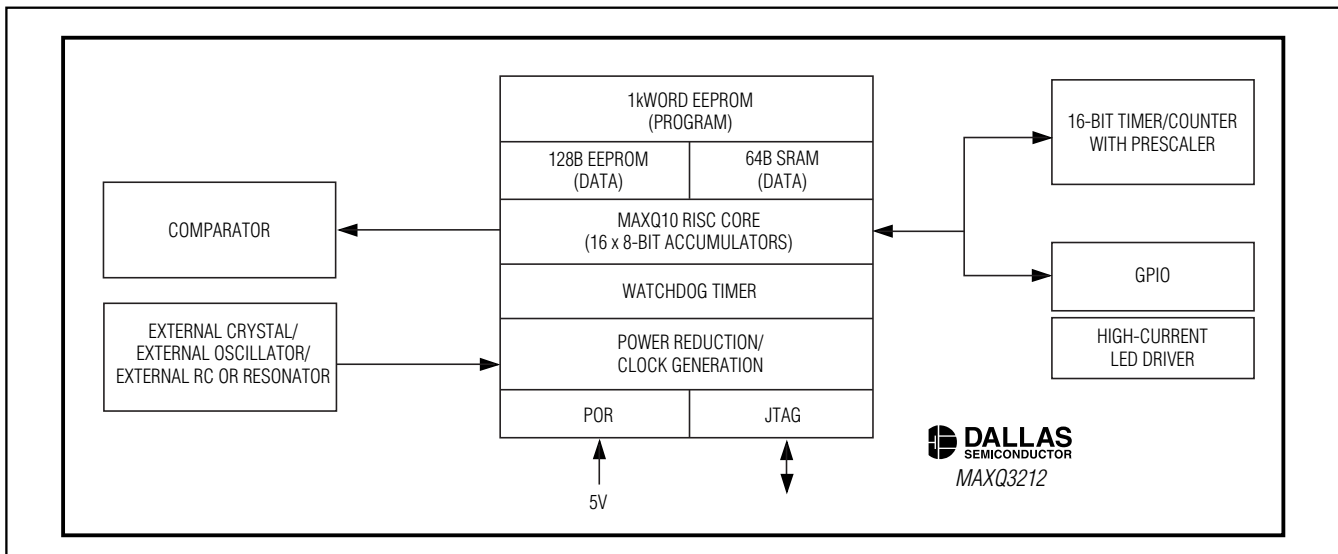 1kWORD EEPROM
(PROGRAM)
128B EEPROM
(DATA)
64B SRAM
(DATA)
MAXQ10 RISC CORE
(16 x 8-BIT ACCUMULATORS)
WATCHDOG TIMER
POWER REDUCTION/
CLOCK GENERATION
POR
JTAG
5V
COMPARATOR
EXTERNAL CRYSTAL/
EXTERNAL OSCILLATOR/
EXTERNAL RC OR RESONATOR
16-BIT TIMER/COUNTER
WITH PRESCALER
GPIO
HIGH-CURRENT
LED DRIVER
DALLAS
SEMICONDUCTOR
MAXQ3212